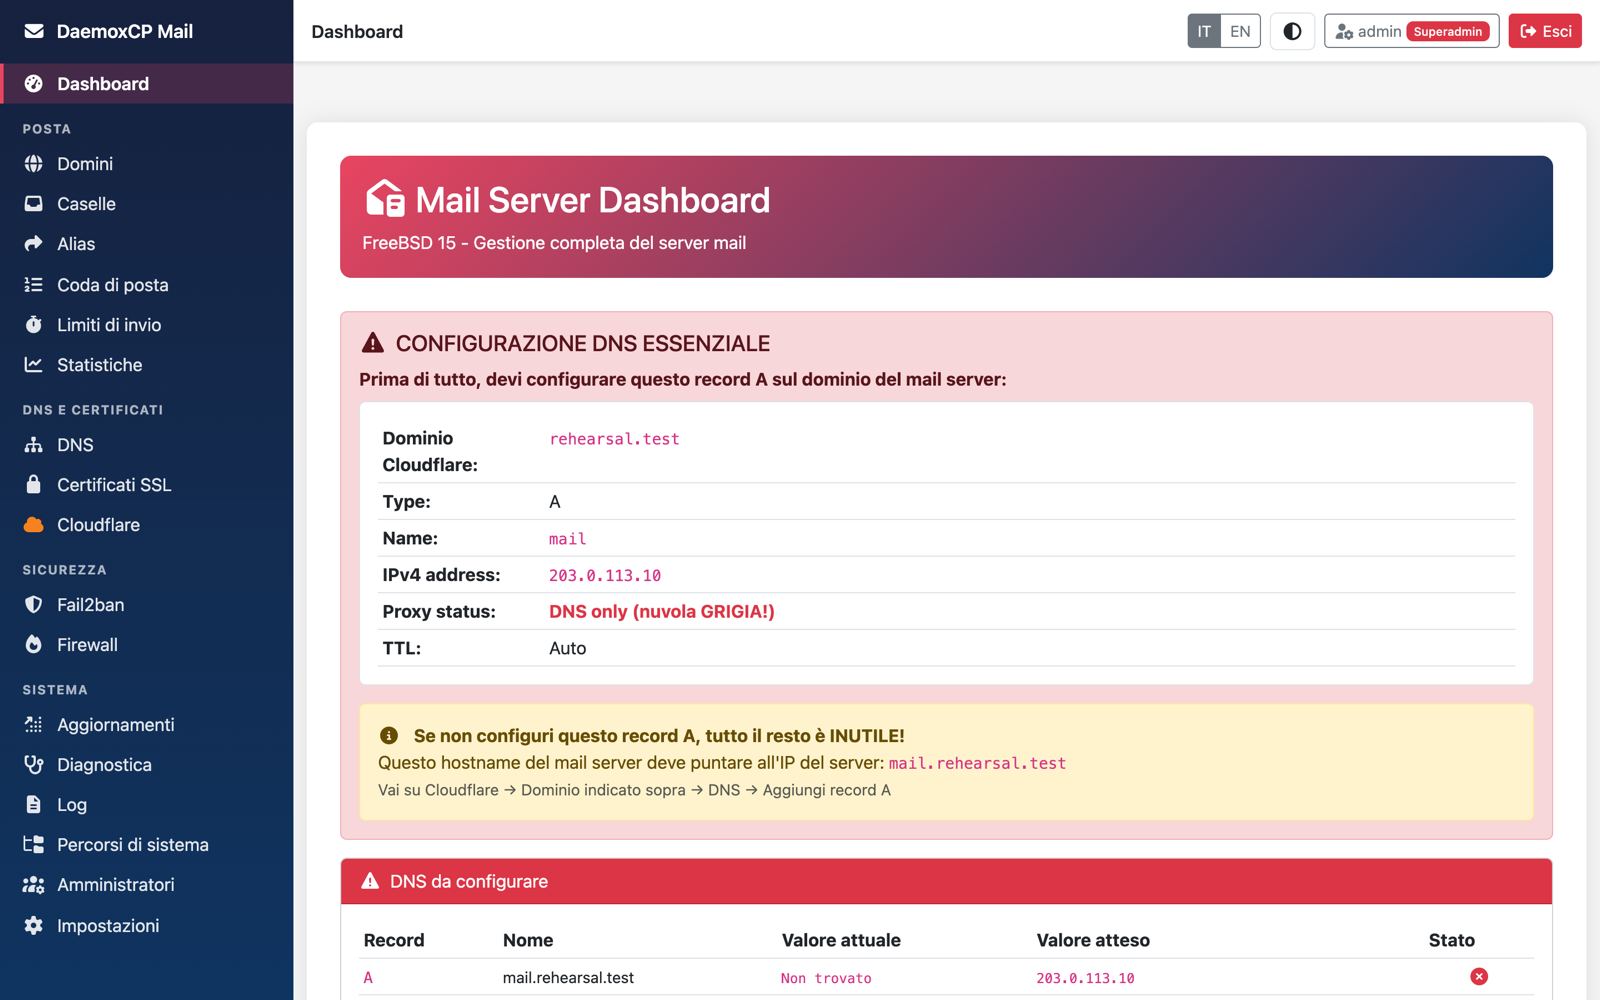 DaemoxCP Mail
Dashboard
POSTA
Domini
Caselle
Alias
Coda di posta
Limiti di invio
Statistiche
DNS E CERTIFICATI
DNS
Certificati SSL
Cloudflare
SICUREZZA
Fail2ban
Firewall
SISTEMA
Aggiornamenti
Diagnostica
Log
Percorsi di sistema
Amministratori
Impostazioni
Dashboard
IT EN
admin Superadmin
Esci
Mail Server Dashboard
FreeBSD 15 - Gestione completa del server mail
CONFIGURAZIONE DNS ESSENZIALE
Prima di tutto, devi configurare questo record A sul dominio del mail server:
Dominio Cloudflare: rehearsal.test
Type: A
Name: mail
IPv4 address: 203.0.113.10
Proxy status: DNS only (nuvola GRIGIA!)
TTL: Auto
Se non configuri questo record A, tutto il resto è INUTILE!
Questo hostname del mail server deve puntare all'IP del server: mail.rehearsal.test
Vai su Cloudflare → Dominio indicato sopra → DNS → Aggiungi record A
DNS da configurare
Record Nome Valore attuale Valore atteso Stato
A mail.rehearsal.test Non trovato 203.0.113.10